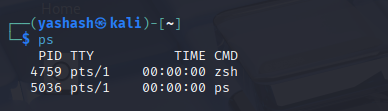 Home
┌──(yashash㉿kali)-[~]
└─$ ps
    PID TTY          TIME CMD
   4759 pts/1    00:00:00 zsh
   5036 pts/1    00:00:00 ps